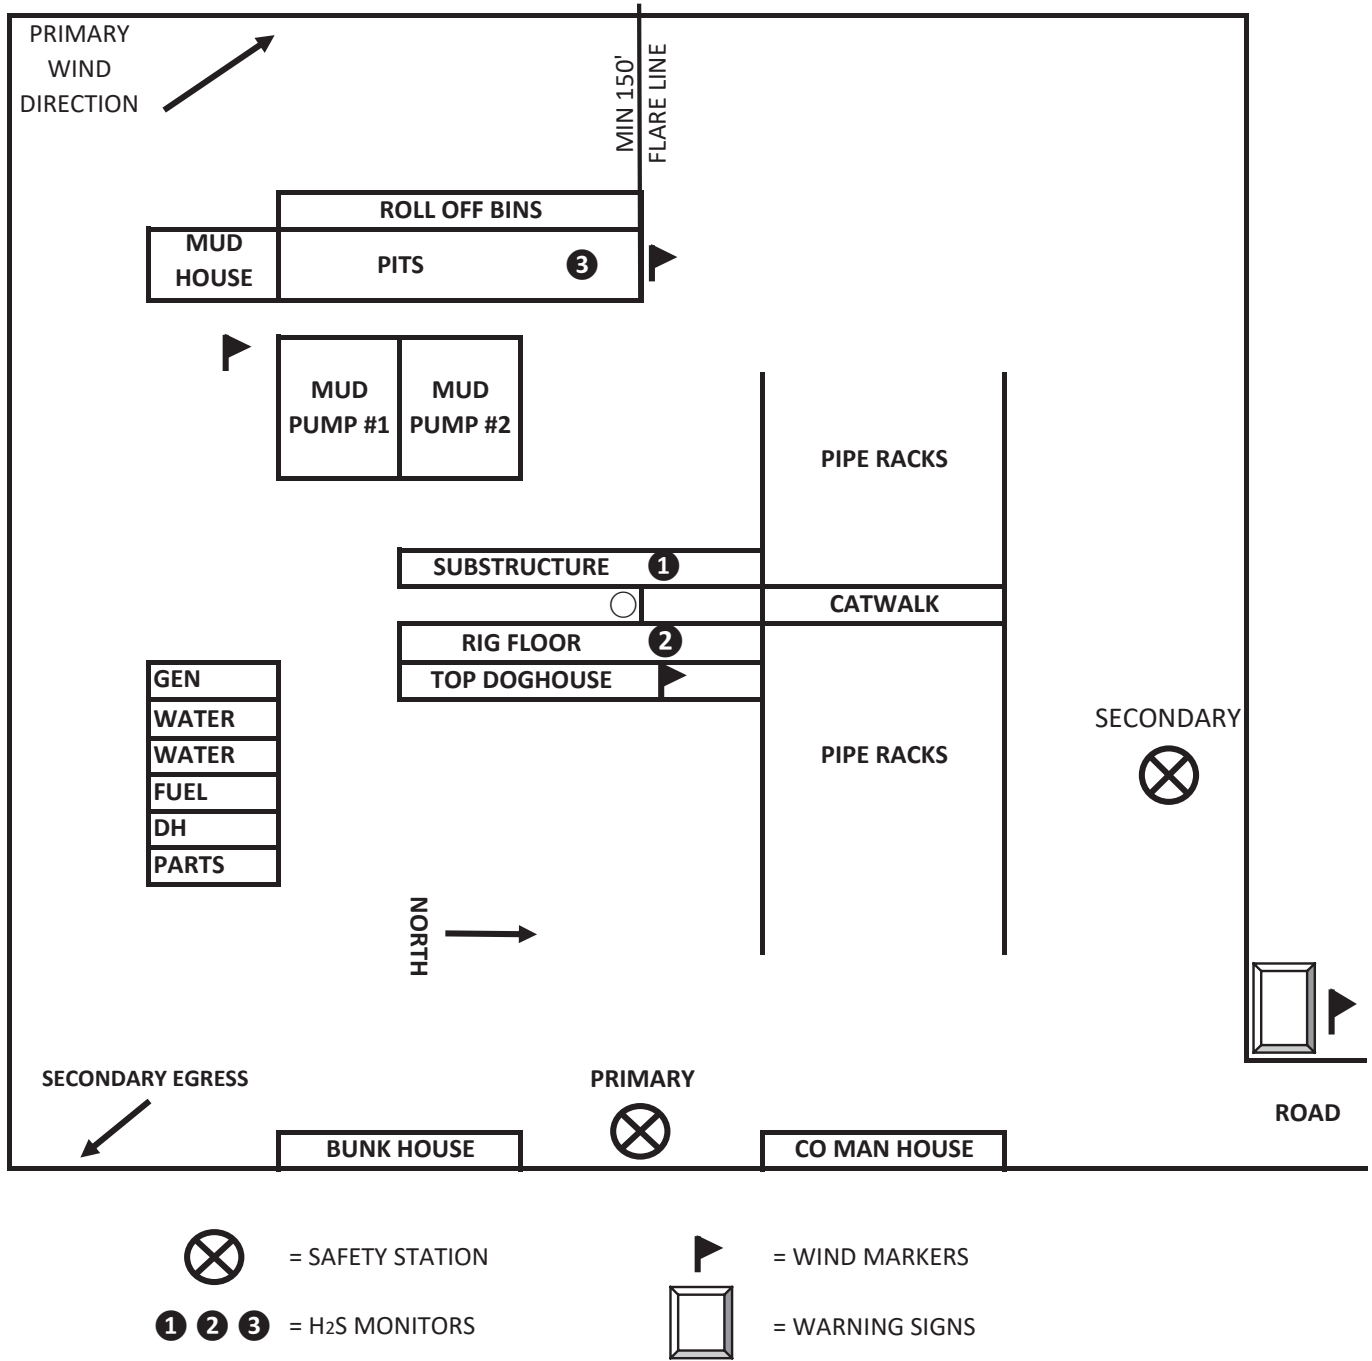 PRIMARY
WIND
DIRECTION
MIN 150'
FLARE LINE
ROLL OFF BINS
MUD
HOUSE
PITS
3
MUD
PUMP #1
MUD
PUMP #2
PIPE RACKS
SUBSTRUCTURE
1
CATWALK
RIG FLOOR
2
TOP DOGHOUSE
GEN
WATER
WATER
FUEL
DH
PARTS
SECONDARY
PIPE RACKS
NORTH
SECONDARY EGRESS
PRIMARY
ROAD
BUNK HOUSE
CO MAN HOUSE
= SAFETY STATION
= WIND MARKERS
1 2 3 = H2S MONITORS
= WARNING SIGNS